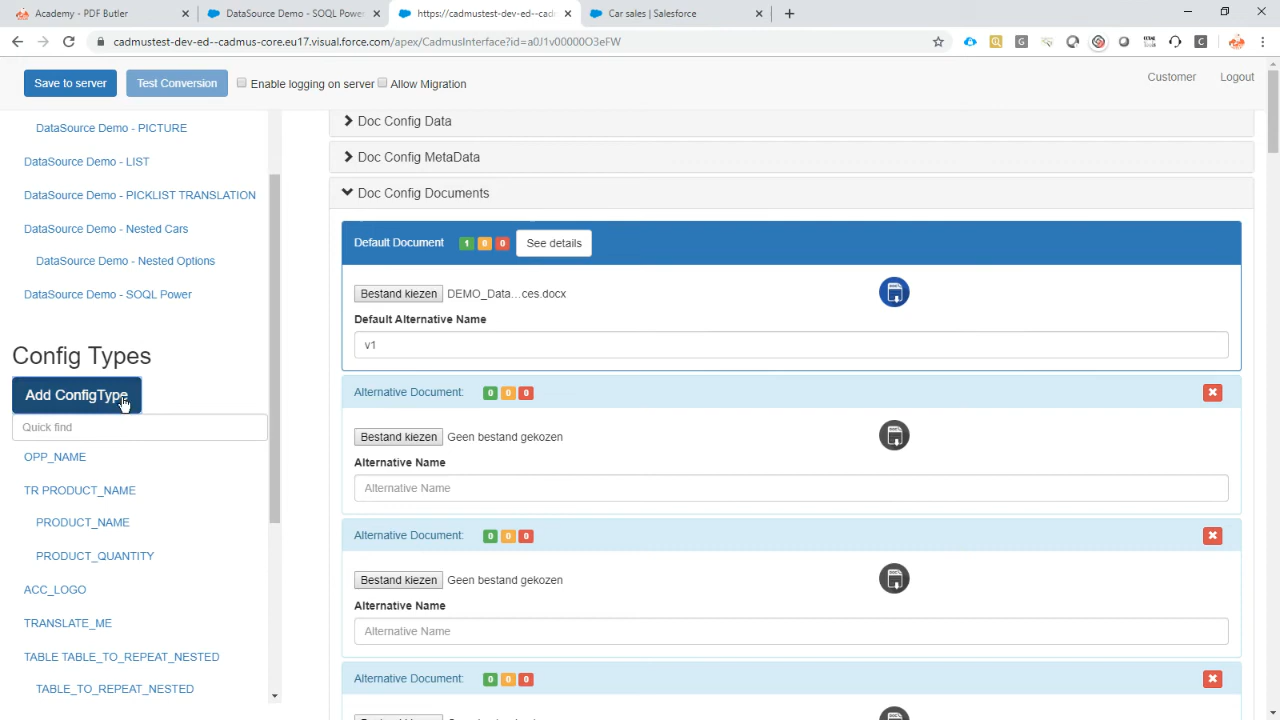 Academy - PDF Butler
DataSource Demo - SOQL Power
https://cadmustest-dev-ed--cadm
Car sales | Salesforce
cadmustest-dev-ed--cadmus-core.eu17.visual.force.com/apex/CadmusInterface?id=a0J1v00000O3eFW
Save to server
Test Conversion
Enable logging on server
Allow Migration
Customer
Logout
DataSource Demo - PICTURE
DataSource Demo - LIST
DataSource Demo - PICKLIST TRANSLATION
DataSource Demo - Nested Cars
DataSource Demo - Nested Options
DataSource Demo - SOQL Power
Config Types
Add ConfigType
Quick find
OPP_NAME
TR PRODUCT_NAME
PRODUCT_NAME
PRODUCT_QUANTITY
ACC_LOGO
TRANSLATE_ME
TABLE TABLE_TO_REPEAT_NESTED
TABLE_TO_REPEAT_NESTED
Doc Config Data
Doc Config MetaData
Doc Config Documents
Default Document 1 0 0 See details
Bestand kiezen DEMO_Data…ces.docx
Default Alternative Name
v1
Alternative Document: 0 0 0
Bestand kiezen Geen bestand gekozen
Alternative Name
Alternative Name
Alternative Document: 0 0 0
Bestand kiezen Geen bestand gekozen
Alternative Name
Alternative Name
Alternative Document: 0 0 0